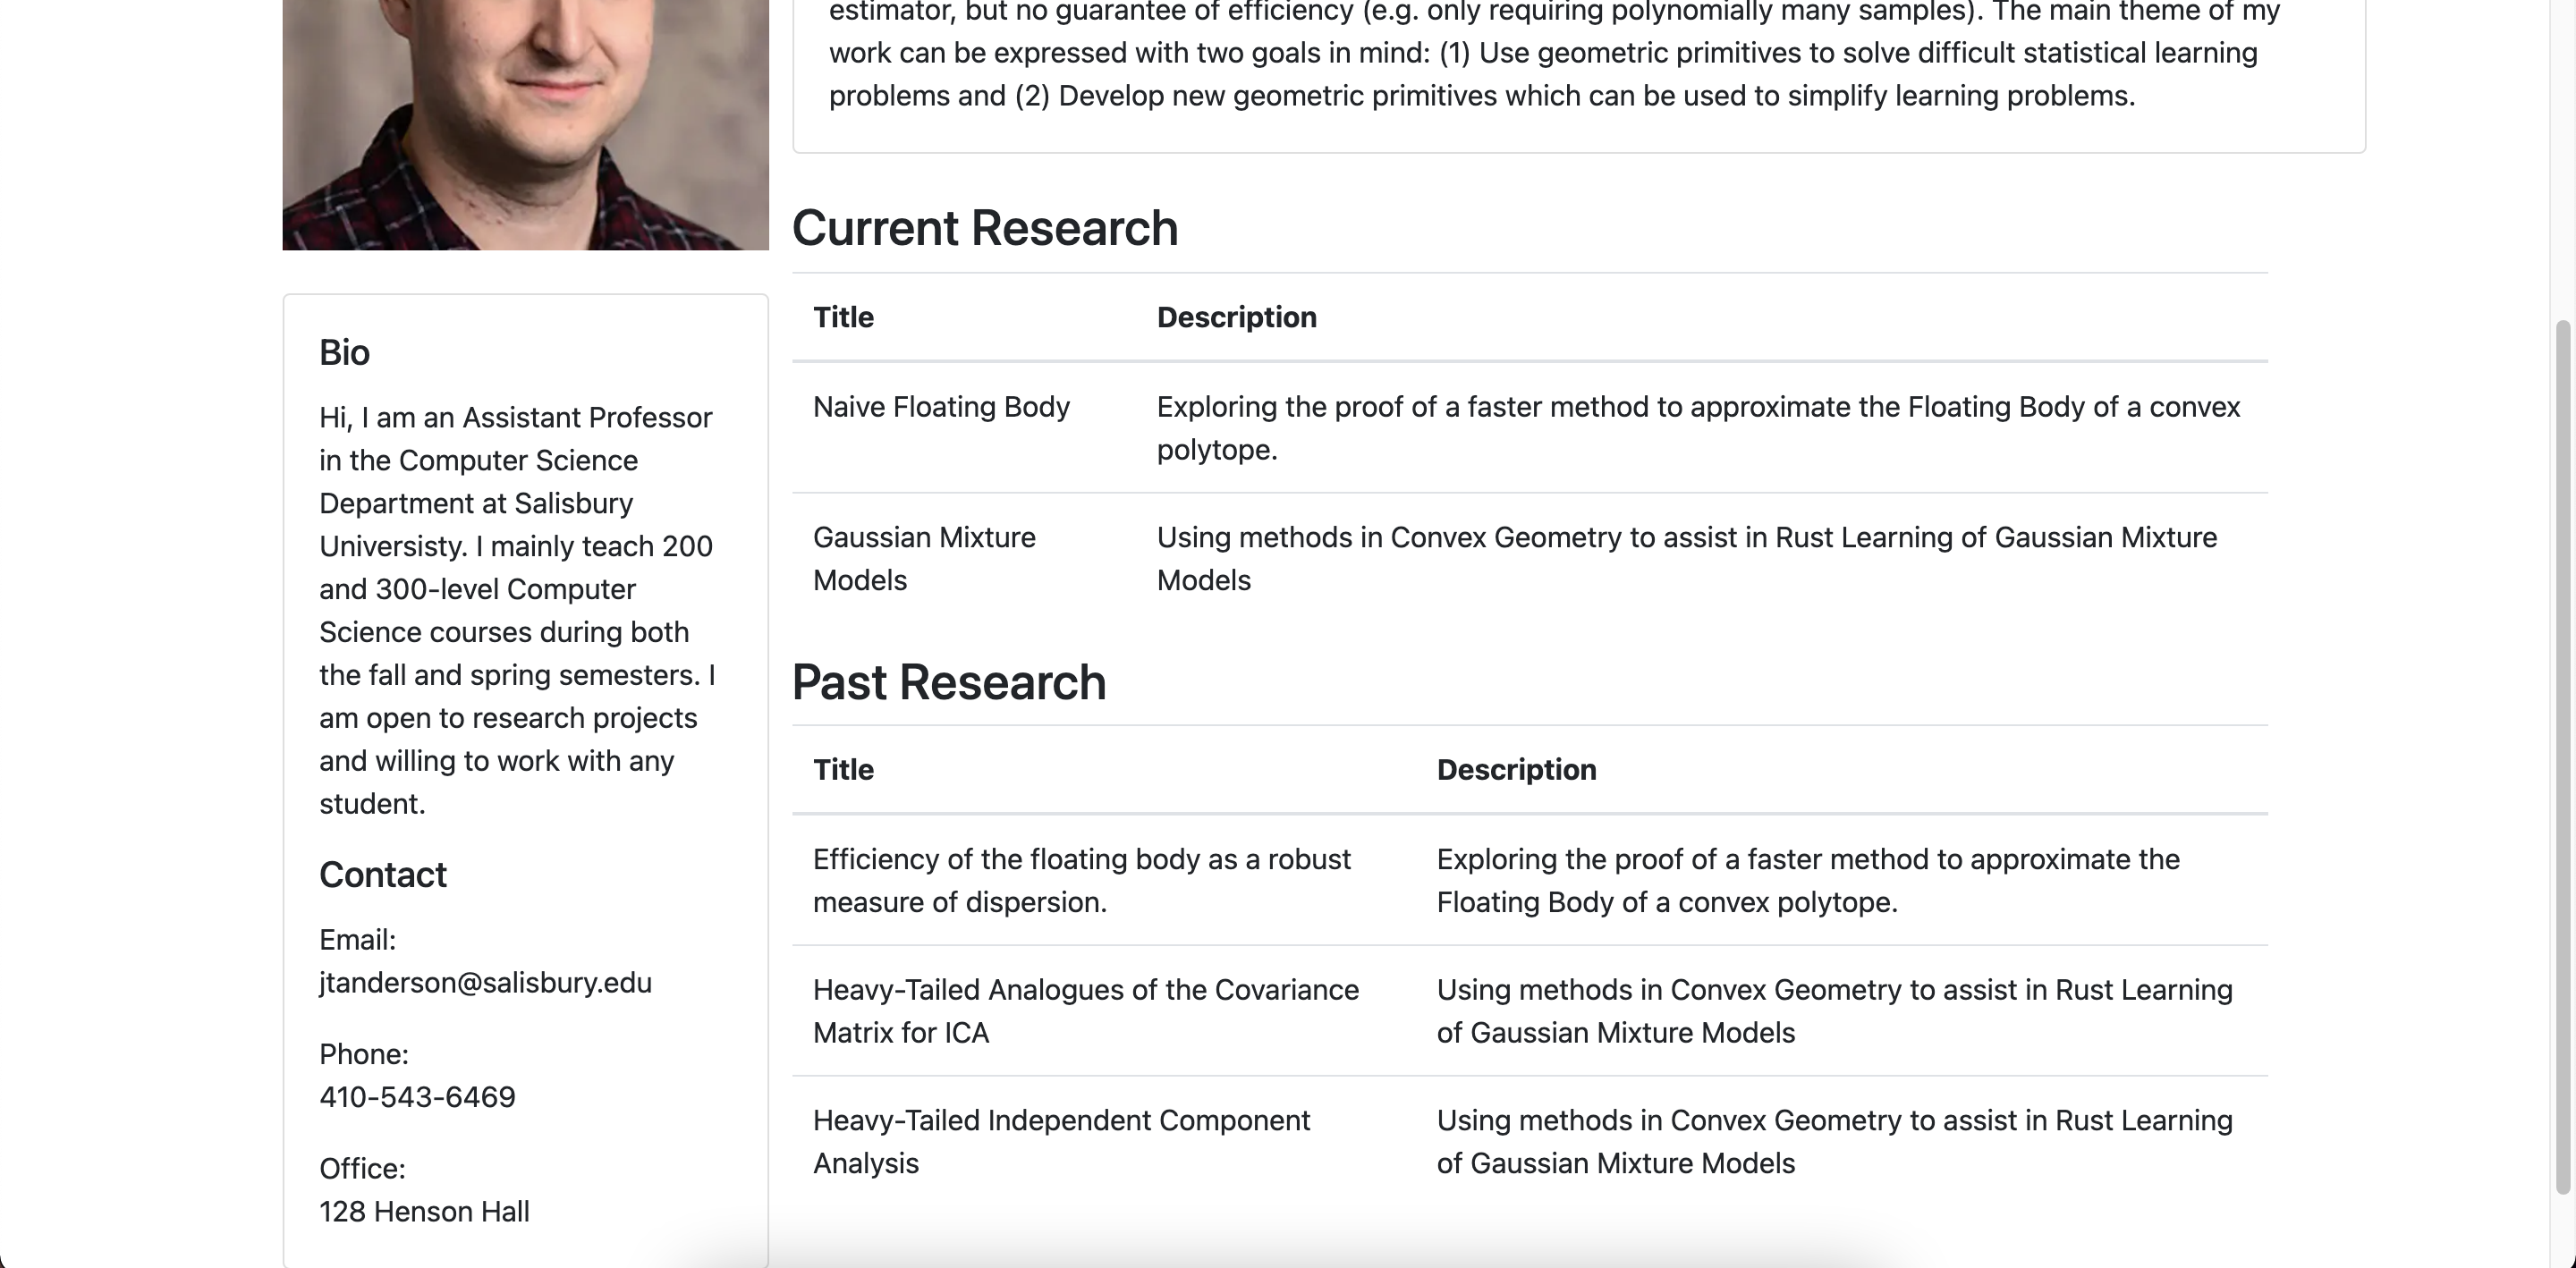 estimator, but no guarantee of efficiency (e.g. only requiring polynomially many samples). The main theme of my
work can be expressed with two goals in mind: (1) Use geometric primitives to solve difficult statistical learning
problems and (2) Develop new geometric primitives which can be used to simplify learning problems.
Bio
Hi, I am an Assistant Professor
in the Computer Science
Department at Salisbury
Universisty. I mainly teach 200
and 300-level Computer
Science courses during both
the fall and spring semesters. I
am open to research projects
and willing to work with any
student.
Contact
Email:
jtanderson@salisbury.edu
Phone:
410-543-6469
Office:
128 Henson Hall
Current Research
Title Description
Naive Floating Body Exploring the proof of a faster method to approximate the Floating Body of a convex
polytope.
Gaussian Mixture Using methods in Convex Geometry to assist in Rust Learning of Gaussian Mixture
Models Models
Past Research
Title Description
Efficiency of the floating body as a robust Exploring the proof of a faster method to approximate the
measure of dispersion. Floating Body of a convex polytope.
Heavy-Tailed Analogues of the Covariance Using methods in Convex Geometry to assist in Rust Learning
Matrix for ICA of Gaussian Mixture Models
Heavy-Tailed Independent Component Using methods in Convex Geometry to assist in Rust Learning
Analysis of Gaussian Mixture Models